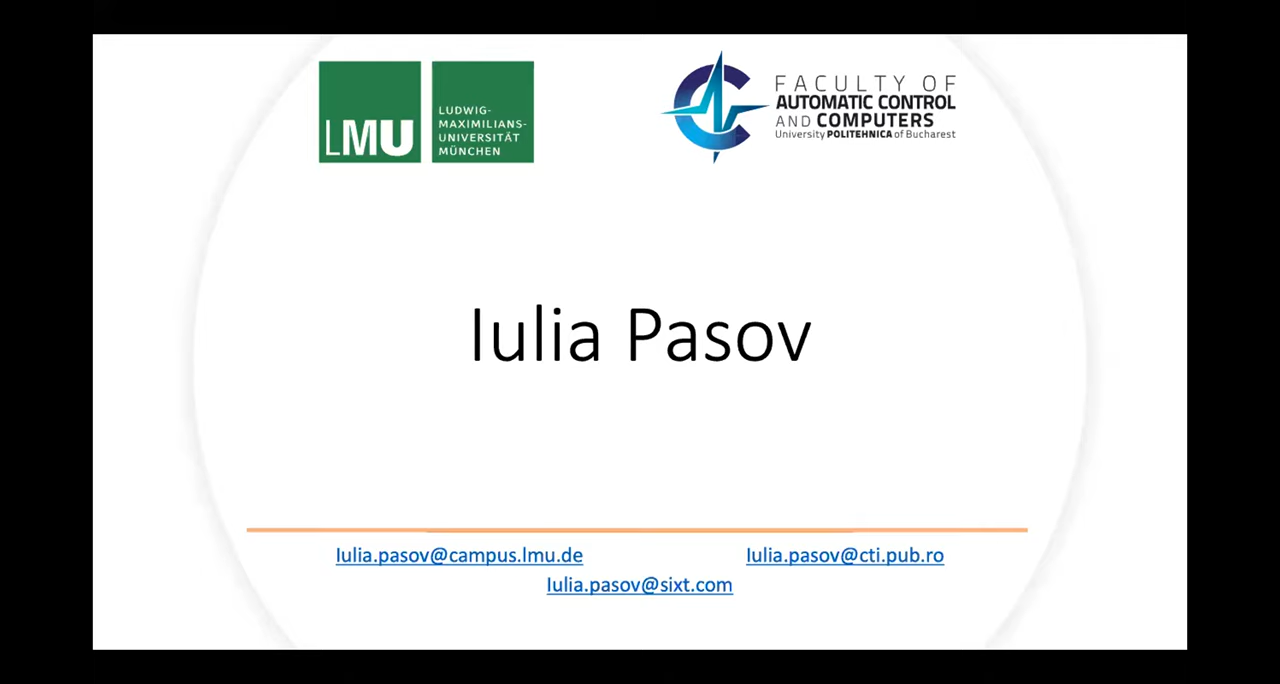 LMU
LUDWIG-
MAXIMILIANS-
UNIVERSITÄT
MÜNCHEN
FACULTY OF
AUTOMATIC CONTROL
AND COMPUTERS
University POLITEHNICA of Bucharest
Iulia Pasov
Iulia.pasov@campus.lmu.de
Iulia.pasov@cti.pub.ro
Iulia.pasov@sixt.com